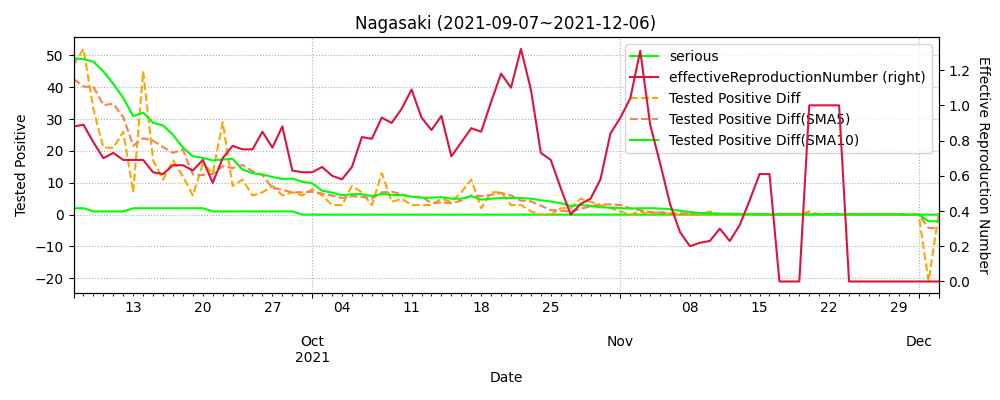 Nagasaki (2021-09-07~2021-12-06)
serious
effectiveReproductionNumber (right)
Tested Positive Diff
Tested Positive Diff(SMA5)
Tested Positive Diff(SMA10)
Tested Positive
50
40
30
20
10
0
−10
−20
1.2
1.0
0.8
0.6
0.4
0.2
0.0
Effective Reproduction Number
13 20 27 04 11 18 25 08 15 22 29
Oct Nov Dec
2021
Date